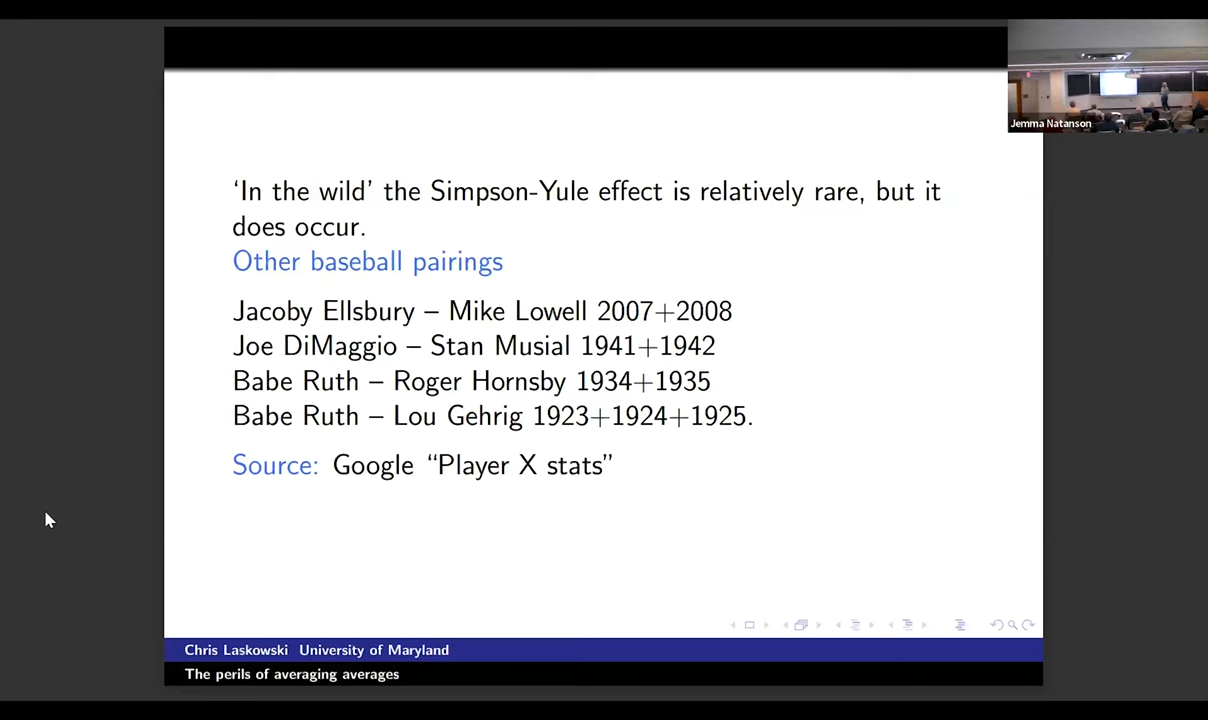 Jemma Natanson
‘In the wild’ the Simpson-Yule effect is relatively rare, but it
does occur.
Other baseball pairings
Jacoby Ellsbury – Mike Lowell 2007+2008
Joe DiMaggio – Stan Musial 1941+1942
Babe Ruth – Roger Hornsby 1934+1935
Babe Ruth – Lou Gehrig 1923+1924+1925.
Source: Google “Player X stats”
Chris Laskowski University of Maryland
The perils of averaging averages